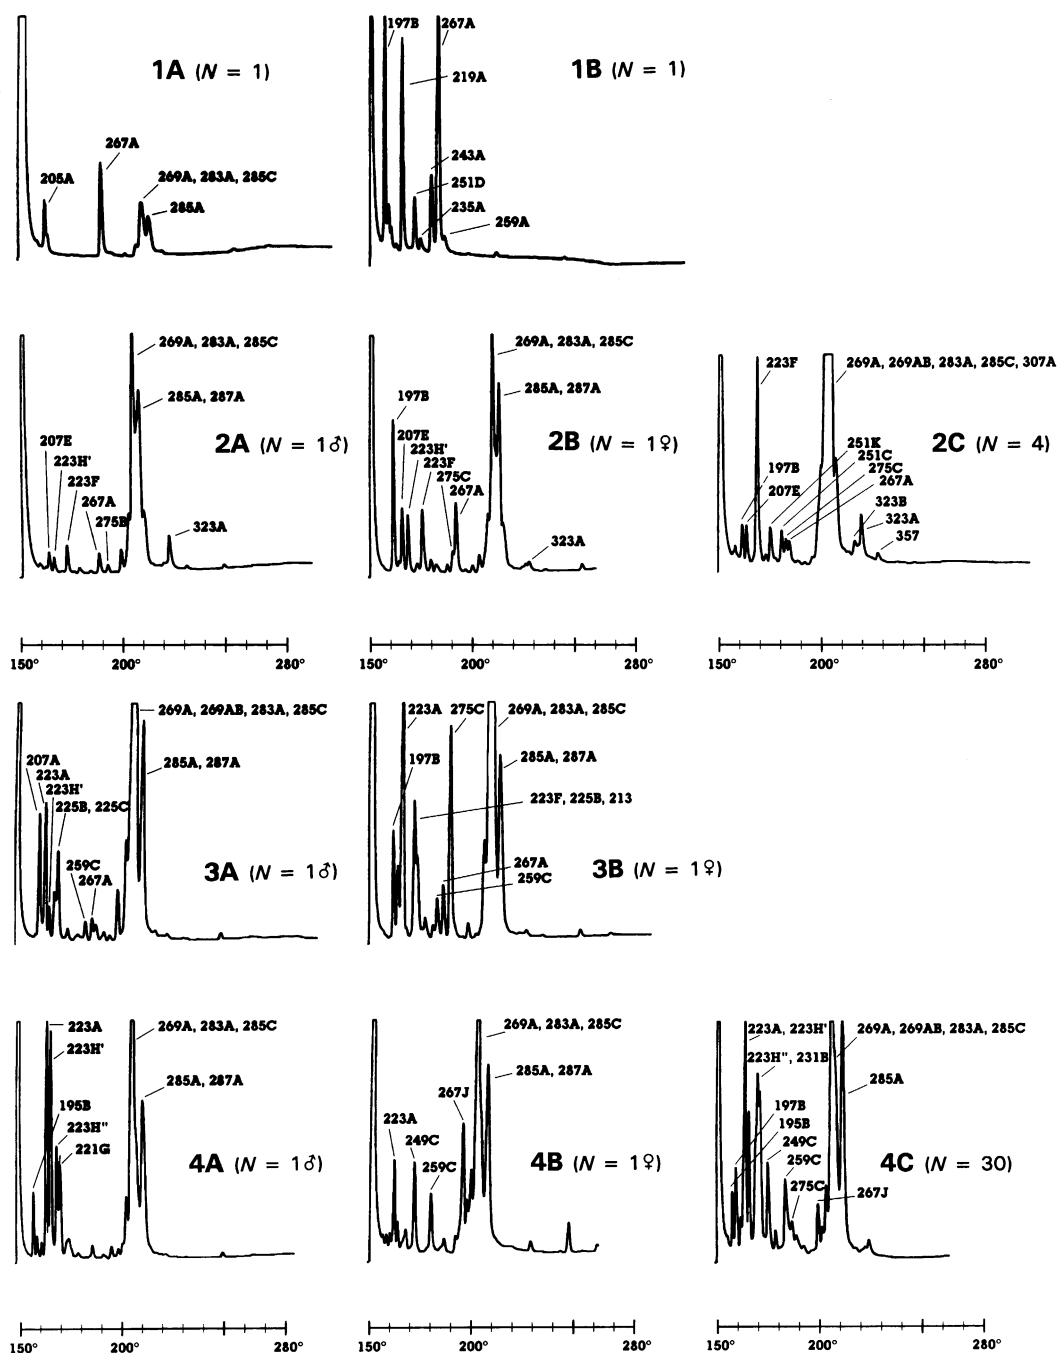 1A (N = 1)
205A
267A
269A, 283A, 285C
285A
1B (N = 1)
197B
267A
219A
243A
251D
235A
259A
2A (N = 1♂)
269A, 283A, 285C
285A, 287A
207E
223H'
223F
267A
275B
323A
2B (N = 1♀)
269A, 283A, 285C
285A, 287A
197B
207E
223H'
223F
275C
267A
323A
2C (N = 4)
223F
269A, 269AB, 283A, 285C, 307A
251K
251C
275C
267A
197B
207E
323B
323A
357
150° 200° 280°
150° 200° 280°
150° 200° 280°
3A (N = 1♂)
269A, 269AB, 283A, 285C
285A, 287A
207A
223A
223H'
225B, 225C
259C
267A
3B (N = 1♀)
223A 275C
269A, 283A, 285C
197B
285A, 287A
223F, 225B, 213
267A
259C
4A (N = 1♂)
223A
223H'
269A, 283A, 285C
285A, 287A
195B
223H"
221G
4B (N = 1♀)
269A, 283A, 285C
285A, 287A
267J
223A
249C
259C
4C (N = 30)
223A, 223H'
269A, 269AB, 283A, 285C
223H", 231B
285A
197B
195B
249C
259C
275C
267J
150° 200° 280°
150° 200° 280°
150° 200° 280°